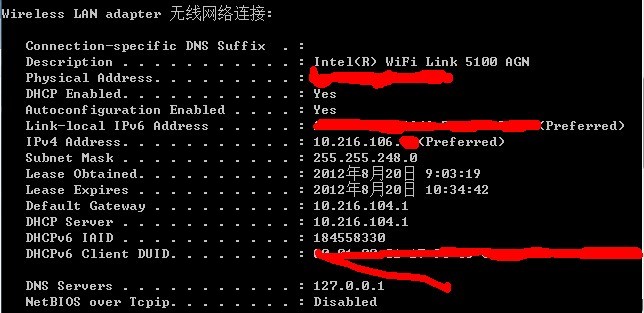 Wireless LAN adapter 无线网络连接:
Connection-specific DNS Suffix . :
Description . . . . . . . . . . . : Intel(R) WiFi Link 5100 AGN
Physical Address. . . . . . . . . :
DHCP Enabled. . . . . . . . . . . : Yes
Autoconfiguration Enabled . . . . : Yes
Link-local IPv6 Address . . . . . : (Preferred)
IPv4 Address. . . . . . . . . . . : 10.216.106. (Preferred)
Subnet Mask . . . . . . . . . . . : 255.255.248.0
Lease Obtained. . . . . . . . . . : 2012年8月20日 9:03:19
Lease Expires . . . . . . . . . . : 2012年8月20日 10:34:42
Default Gateway . . . . . . . . . : 10.216.104.1
DHCP Server . . . . . . . . . . . : 10.216.104.1
DHCPv6 IAID . . . . . . . . . . . : 184558330
DHCPv6 Client DUID. . . . . . . . :
DNS Servers . . . . . . . . . . . : 127.0.0.1
NetBIOS over Tcpip. . . . . . . . : Disabled